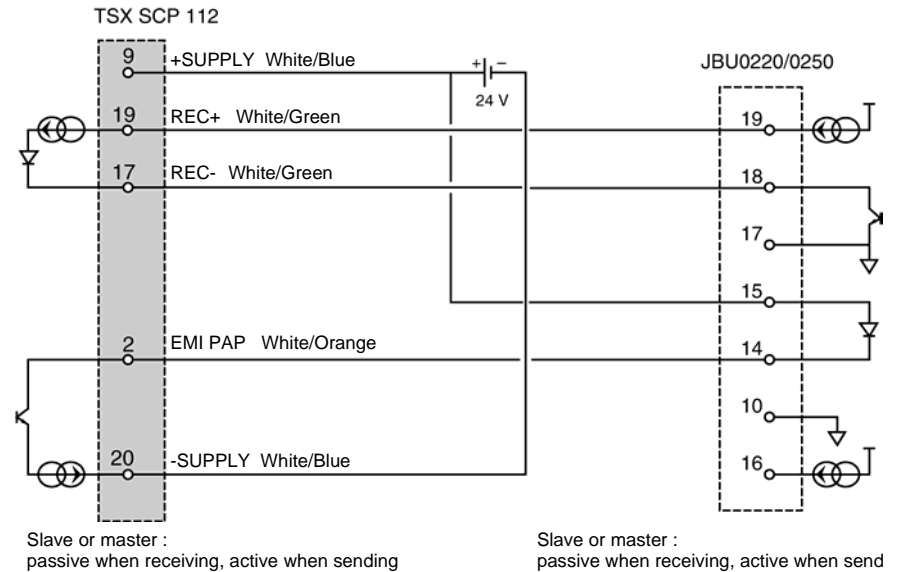 TSX SCP 112
9 +SUPPLY White/Blue
+ −
24 V
JBU0220/0250
19 REC+ White/Green 19
17 REC- White/Green 18
17
15
2 EMI PAP White/Orange 14
10
20 -SUPPLY White/Blue 16
Slave or master :
passive when receiving, active when sending
Slave or master :
passive when receiving, active when send